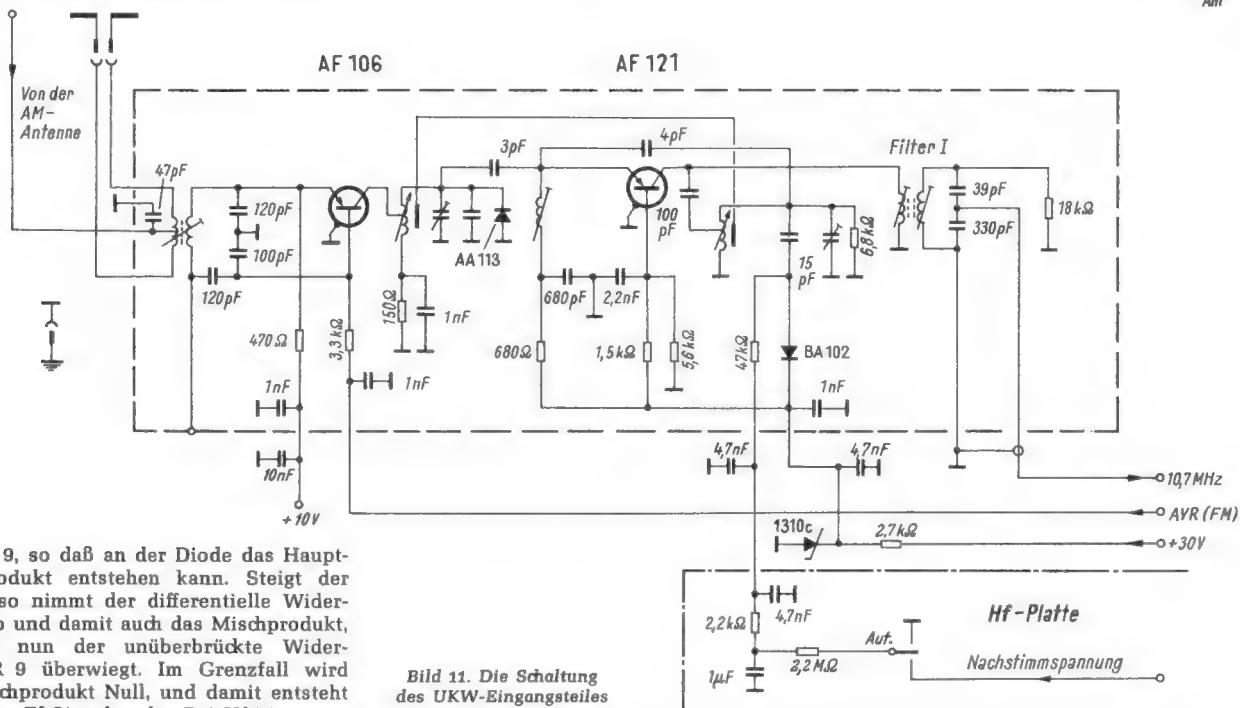 Am
AF 106
AF 121
Von der
AM-
Antenne
47pF
120pF
100pF
120pF
3pF
4pF
AA 113
100
pF
Filter I
39pF
330pF
18kΩ
15
pF
6,8kΩ
150Ω
1nF
680pF
2,2nF
470Ω
3,3kΩ
680Ω
1,5kΩ
5,6kΩ
47kΩ
BA 102
1nF
1nF
1nF
10nF
4,7nF
4,7nF
+10V
10,7MHz
AVR (FM)
+30V
1310c
2,7kΩ
9, so daß an der Diode das Haupt-
odukt entstehen kann. Steigt der
so nimmt der differentielle Wider-
und damit auch das Mischprodukt,
nun der unüberbrückte Wider-
R 9 überwiegt. Im Grenzfall wird
schprodukt Null, und damit entsteht
Bild 11. Die Schaltung
des UKW-Eingangsteiles
4,7nF
Hf-Platte
2,2kΩ
Aut.
2,2MΩ
1μF
Nachstimmspannung